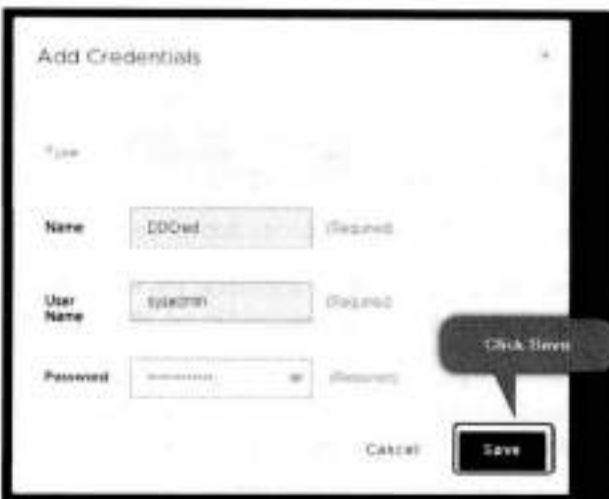 Add Credentials
Type
Name DDCred (Required)
User Name sysadmin (Required)
Password (Required)
Click Save
Cancel Save